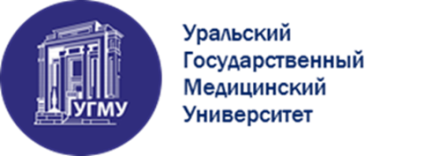 УГМУ
Уральский
Государственный
Медицинский
Университет